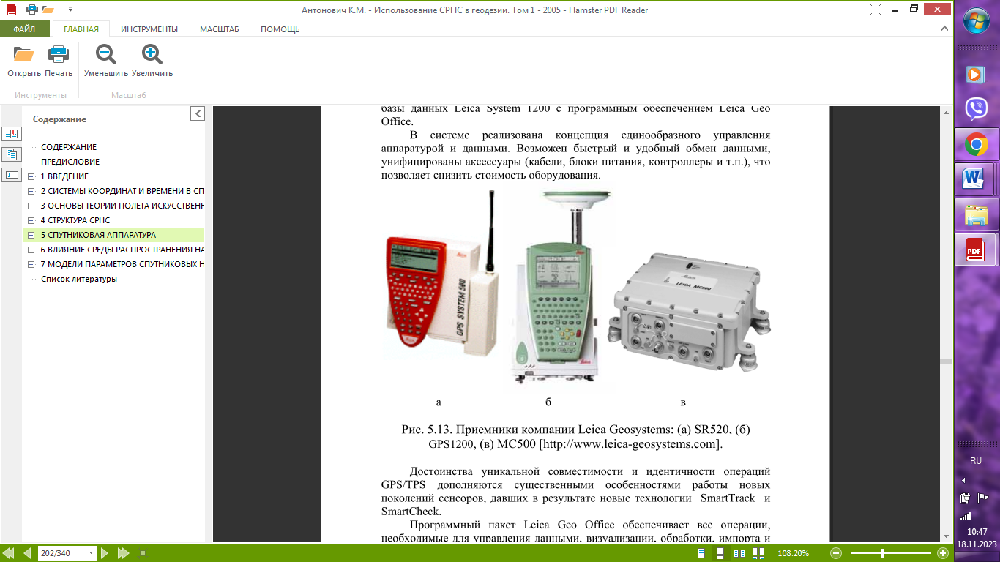 Антонович К.М. - Использование СРНС в геодезии. Том 1 - 2005 - Hamster PDF Reader
ФАЙЛ ГЛАВНАЯ ИНСТРУМЕНТЫ МАСШТАБ ПОМОЩЬ
Открыть Печать Уменьшить Увеличить
Инструменты Масштаб
Содержание
СОДЕРЖАНИЕ
ПРЕДИСЛОВИЕ
1 ВВЕДЕНИЕ
2 СИСТЕМЫ КООРДИНАТ И ВРЕМЕНИ В СП
3 ОСНОВЫ ТЕОРИИ ПОЛЕТА ИСКУССТВЕНН
4 СТРУКТУРА СРНС
5 СПУТНИКОВАЯ АППАРАТУРА
6 ВЛИЯНИЕ СРЕДЫ РАСПРОСТРАНЕНИЯ НА
7 МОДЕЛИ ПАРАМЕТРОВ СПУТНИКОВЫХ Н
Список литературы
базы данных Leica System 1200 с программным обеспечением Leica Geo
Office.
В системе реализована концепция единообразного управления
аппаратурой и данными. Возможен быстрый и удобный обмен данными,
унифицированы аксессуары (кабели, блоки питания, контроллеры и т.п.), что
позволяет снизить стоимость оборудования.
GPS SYSTEM 500
Leica
LEICA MC500
а б в
Рис. 5.13. Приемники компании Leica Geosystems: (а) SR520, (б)
GPS1200, (в) MC500 [http://www.leica-geosystems.com].
Достоинства уникальной совместимости и идентичности операций
GPS/TPS дополняются существенными особенностями работы новых
поколений сенсоров, давших в результате новые технологии SmartTrack и
SmartCheck.
Программный пакет Leica Geo Office обеспечивает все операции,
необходимые для управления данными, визуализации, обработки, импорта и
202/340
108.20%
PDF
RU
10:47
18.11.2023